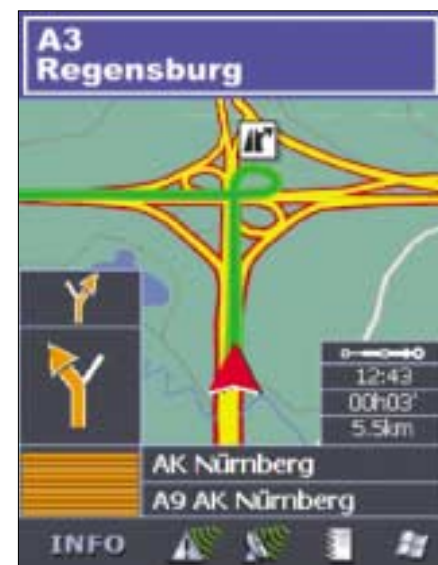 A3
Regensburg
12:43
00h03'
5.5km
AK Nürnberg
A9 AK Nürnberg
INFO